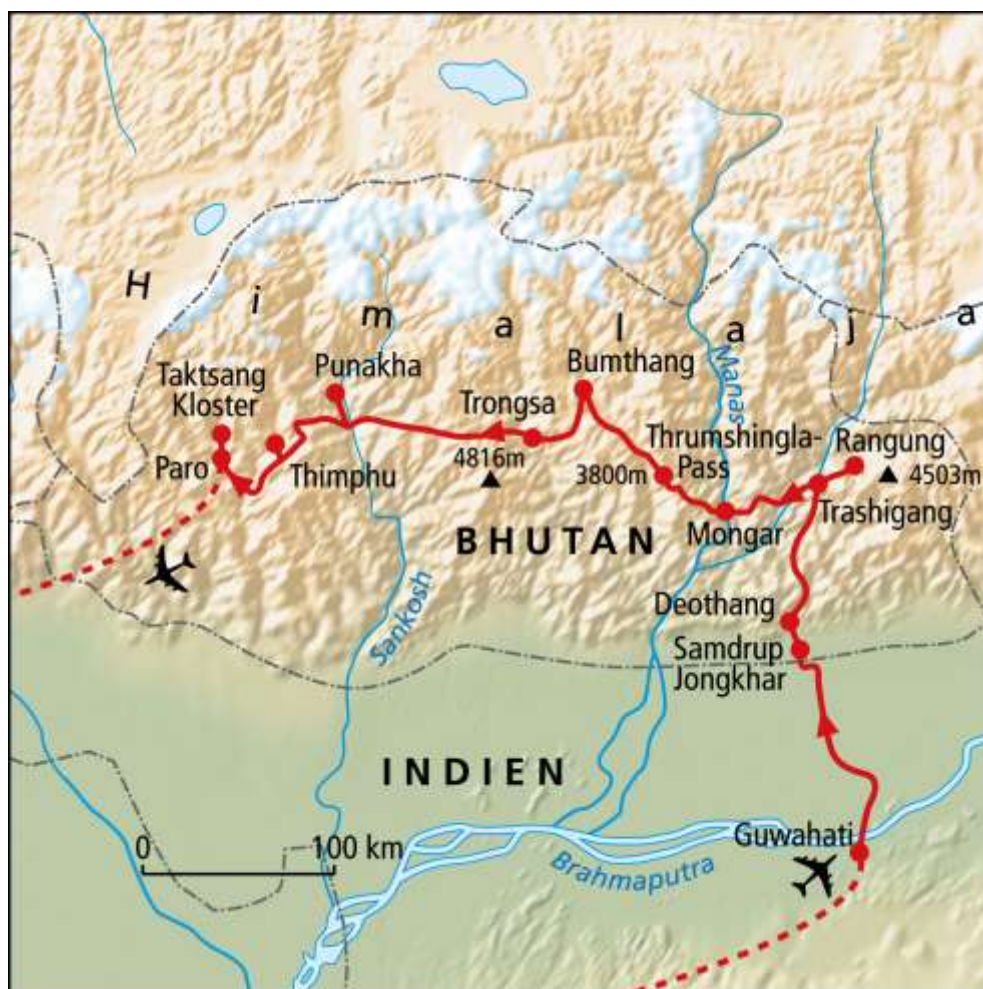 H i m a l a j a
Punakha
Bumthang
Taktsang
Kloster
Trongsa
Manas
Thrumshingla-
Pass
Rangung
Paro
Thimphu
4816m
3800m
4503m
Trashigang
Mongar
BHUTAN
Deothang
Sankosh
Samdrup
Jongkhar
INDIEN
0 100 km
Guwahati
Brahmaputra